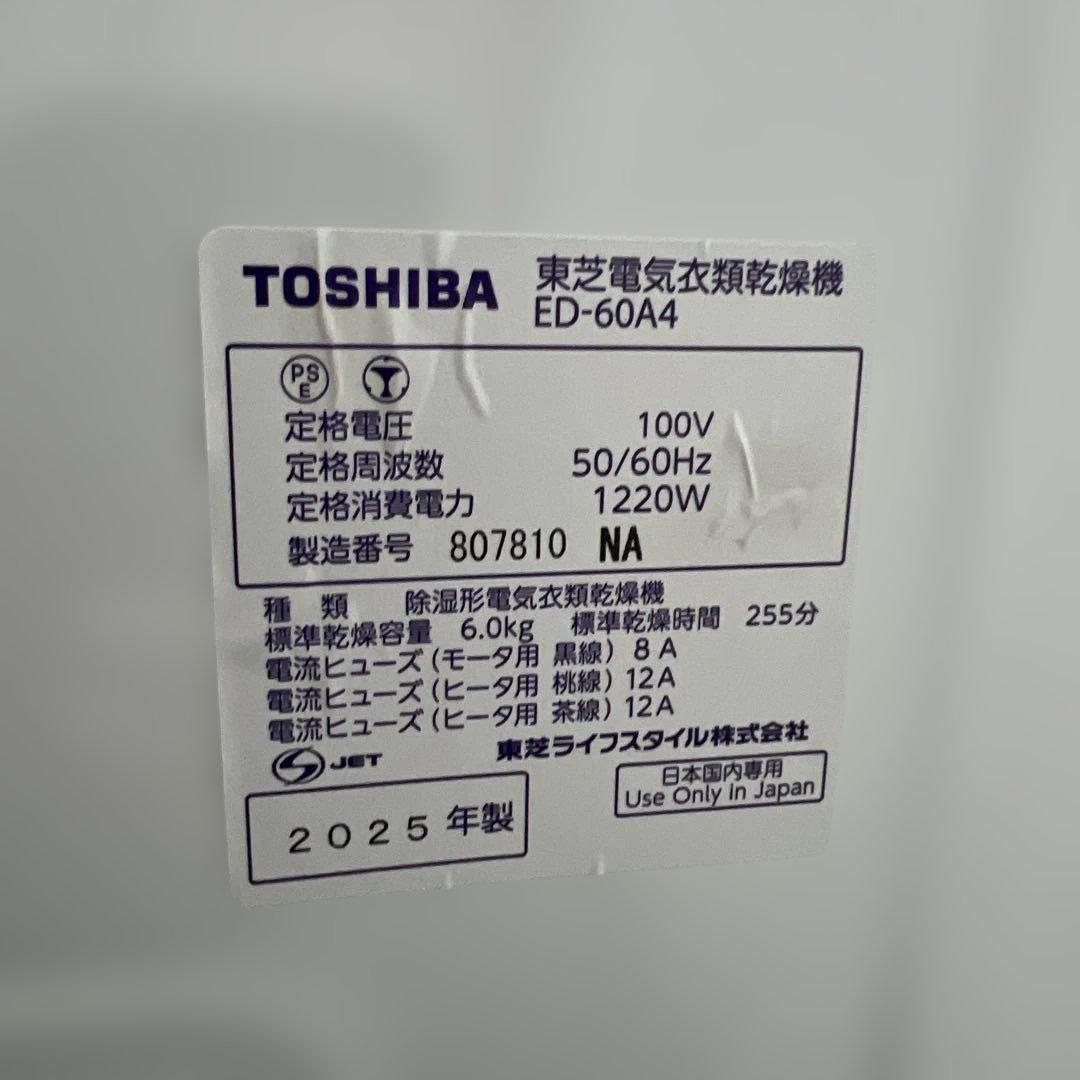 TOSHIBA 東芝電気衣類乾燥機
ED-60A4
PS
E
定格電圧 100V
定格周波数 50/60Hz
定格消費電力 1220W
製造番号 807810 NA
種 類 除湿形電気衣類乾燥機
標準乾燥容量 6.0kg 標準乾燥時間 255分
電流ヒューズ(モータ用 黒線) 8A
電流ヒューズ(ヒータ用 桃線) 12A
電流ヒューズ(ヒータ用 茶線) 12A
JET 東芝ライフスタイル株式会社
日本国内専用
Use Only in Japan
2025年製